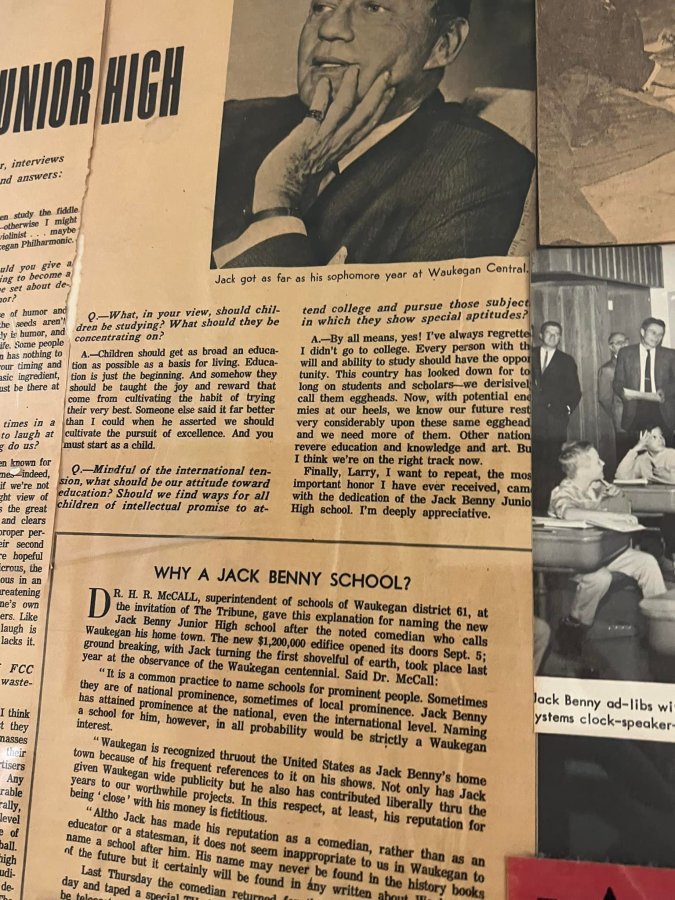 UNIOR HIGH
r, interviews
nd answers:
en study the fiddle
—otherwise I might
violinist . . . maybe
kegan Philharmonic.
uld you give a
ing to become a
e set about de-
mor?
e of humor and
the seeds aren't
ly is humor, and
ife. Some people
n has nothing to
your timing and
asic ingredient,
ust be there at
times in a
to laugh at
g do us?
en known for
me—indeed,
if we're not
ght view of
s the great
and clears
roper per-
eir second
re hopeful
icrous, the
ous in an
reatening
ne's own
ers. Like
laugh is
lacks it.
FCC
waste-
I think
t they
masses
their
rtisers
Any
rable
rally,
level
e of
ball.
high
udi-
de-
Jack got as far as his sophomore year at Waukegan Central.
Q.—What, in your view, should chil-
dren be studying? What should they be
concentrating on?
A.—Children should get as broad an educa-
tion as possible as a basis for living. Educa-
tion is just the beginning. And somehow they
should be taught the joy and reward that
come from cultivating the habit of trying
their very best. Someone else said it far better
than I could when he asserted we should
cultivate the pursuit of excellence. And you
must start as a child.
Q.—Mindful of the international ten-
sion, what should be our attitude toward
education? Should we find ways for all
children of intellectual promise to at-
tend college and pursue those subject
in which they show special aptitudes?
A.—By all means, yes! I've always regrette
I didn't go to college. Every person with th
will and ability to study should have the oppor
tunity. This country has looked down for to
long on students and scholars—we derisivel
call them eggheads. Now, with potential ene
mies at our heels, we know our future rest
very considerably upon these same egghead
and we need more of them. Other nation
revere education and knowledge and art. Bu
I think we're on the right track now.
Finally, Larry, I want to repeat, the mos
important honor I have ever received, cam
with the dedication of the Jack Benny Junio
High school. I'm deeply appreciative.
WHY A JACK BENNY SCHOOL?
DR. H. R. McCALL, superintendent of schools of Waukegan district 61, at
the invitation of The Tribune, gave this explanation for naming the new
Jack Benny Junior High school after the noted comedian who calls
Waukegan his home town. The new $1,200,000 edifice opened its doors Sept. 5;
ground breaking, with Jack turning the first shovelful of earth, took place last
year at the observance of the Waukegan centennial. Said Dr. McCall:
"It is a common practice to name schools for prominent people. Sometimes
they are of national prominence, sometimes of local prominence. Jack Benny
has attained prominence at the national, even the international level. Naming
a school for him, however, in all probability would be strictly a Waukegan
interest.
"Waukegan is recognized thruout the United States as Jack Benny's home
town because of his frequent references to it on his shows. Not only has Jack
given Waukegan wide publicity but he also has contributed liberally thru the
years to our worthwhile projects. In this respect, at least, his reputation for
being 'close' with his money is fictitious.
"Altho Jack has made his reputation as a comedian, rather than as an
educator or a statesman, it does not seem inappropriate to us in Waukegan to
name a school after him. His name may never be found in the history books
of the future but it certainly will be found in any written about
Last Thursday the comedian returned
day and taped a special
Jack Benny ad-libs wi
ystems clock-speaker-